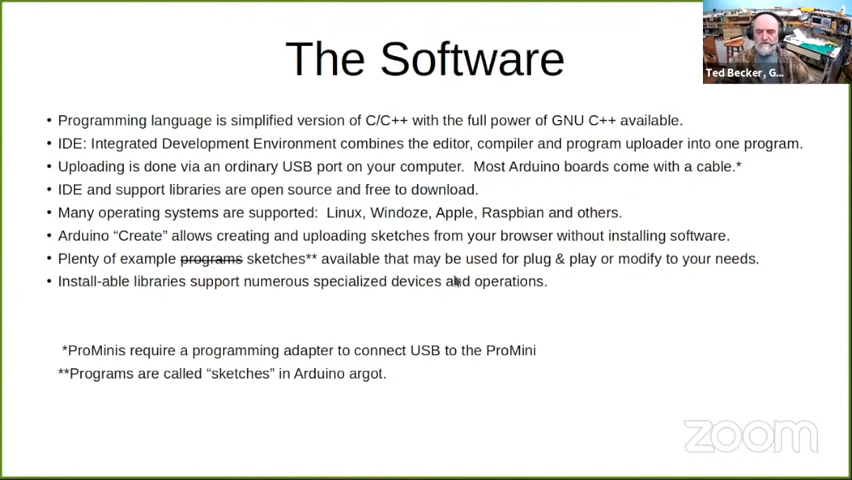 The Software
Ted Becker, G...
• Programming language is simplified version of C/C++ with the full power of GNU C++ available.
• IDE: Integrated Development Environment combines the editor, compiler and program uploader into one program.
• Uploading is done via an ordinary USB port on your computer.  Most Arduino boards come with a cable.*
• IDE and support libraries are open source and free to download.
• Many operating systems are supported:  Linux, Windoze, Apple, Raspbian and others.
• Arduino “Create” allows creating and uploading sketches from your browser without installing software.
• Plenty of example programs sketches** available that may be used for plug & play or modify to your needs.
• Install-able libraries support numerous specialized devices and operations.
*ProMinis require a programming adapter to connect USB to the ProMini
**Programs are called “sketches” in Arduino argot.
zoom